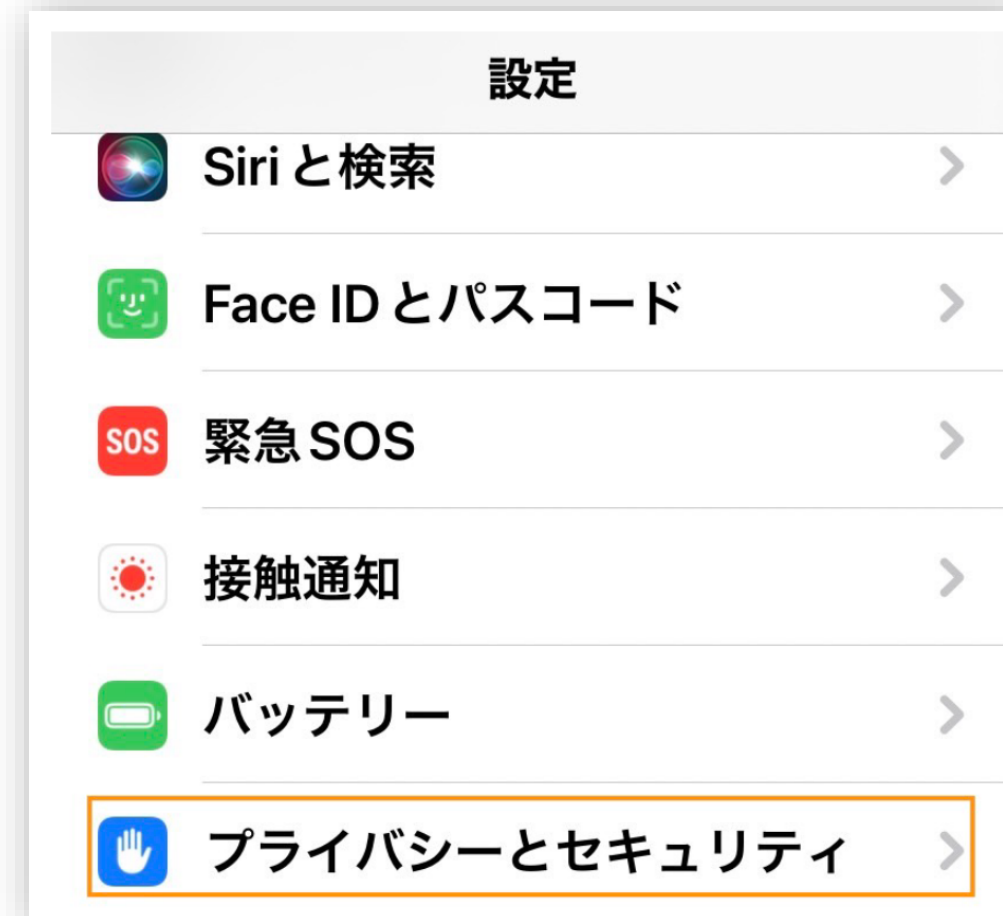 設定
Siri と検索
Face ID とパスコード
SOS 緊急 SOS
接触通知
バッテリー
プライバシーとセキュリティ